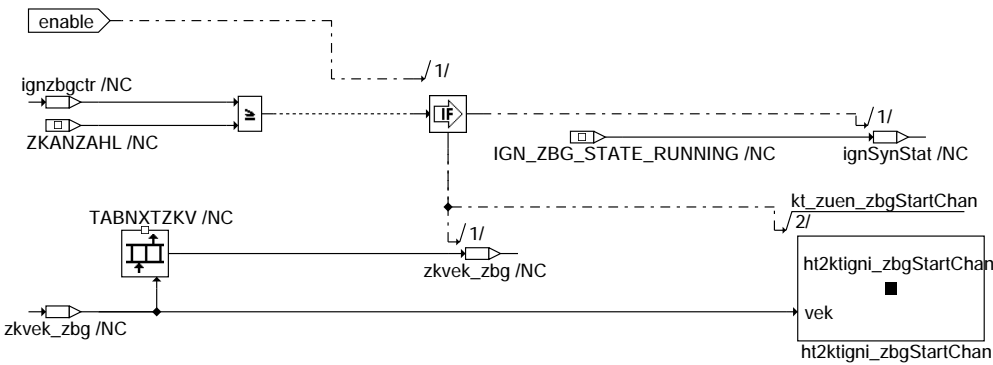 enable
1/
ignzbgctr /NC
≥
IF
1/
ZKANZAHL /NC
IGN_ZBG_STATE_RUNNING /NC
ignSynStat /NC
kt_zuen_zbgStartChan
TABNXTZKV /NC
1/
2/
zkvek_zbg /NC
ht2ktigni_zbgStartChan
vek
zkvek_zbg /NC
ht2ktigni_zbgStartChan